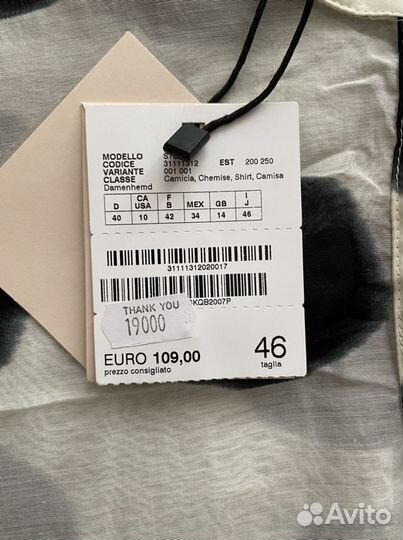 MODELLO
CODICE 31111312 EST 200 250
VARIANTE 001 001
CLASSE Camicia, Chemise, Shirt, Camisa
Damenhemd
D CA USA F B MEX GB I J
40 10 42 34 14 46
31111312020017
THANK YOU
19000
EURO 109,00 46
prezzo consigliato taglia
Avito